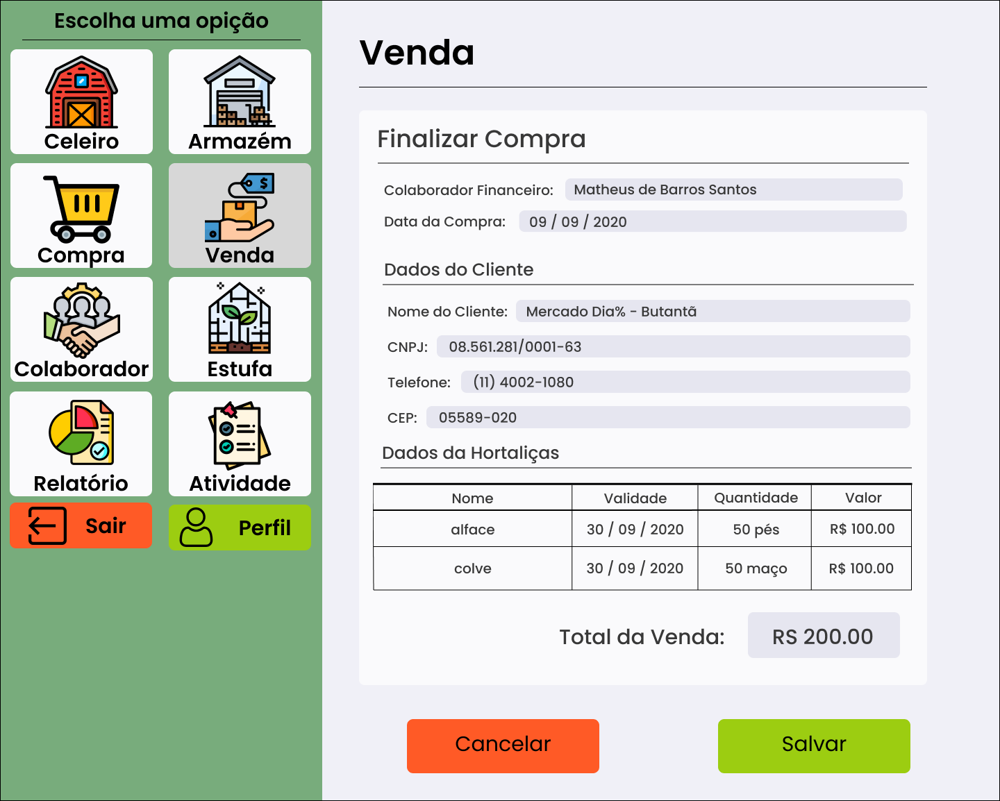 Escolha uma opção
Celeiro
Armazém
$
Compra
Venda
Colaborador
Estufa
Relatório
Atividade
Sair
Perfil
Venda
Finalizar Compra
Colaborador Financeiro: Matheus de Barros Santos
Data da Compra: 09 / 09 / 2020
Dados do Cliente
Nome do Cliente: Mercado Dia% - Butantã
CNPJ: 08.561.281/0001-63
Telefone: (11) 4002-1080
CEP: 05589-020
Dados da Hortaliças
Nome Validade Quantidade Valor
alface 30 / 09 / 2020 50 pés R$ 100.00
colve 30 / 09 / 2020 50 maço R$ 100.00
Total da Venda: RS 200.00
Cancelar Salvar